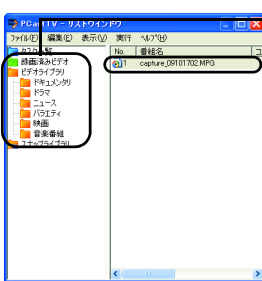 PCastTV - リストウインドウ
ファイル(F) 編集(E) 表示(V) 実行 ヘルプ(H)
No. 番組名
録画済みビデオ
1 capture_09101702.MPG
ビデオライブラリ
ドキュメンタリ
ドラマ
ニュース
バラエティ
映画
音楽番組
スナップライブラリ